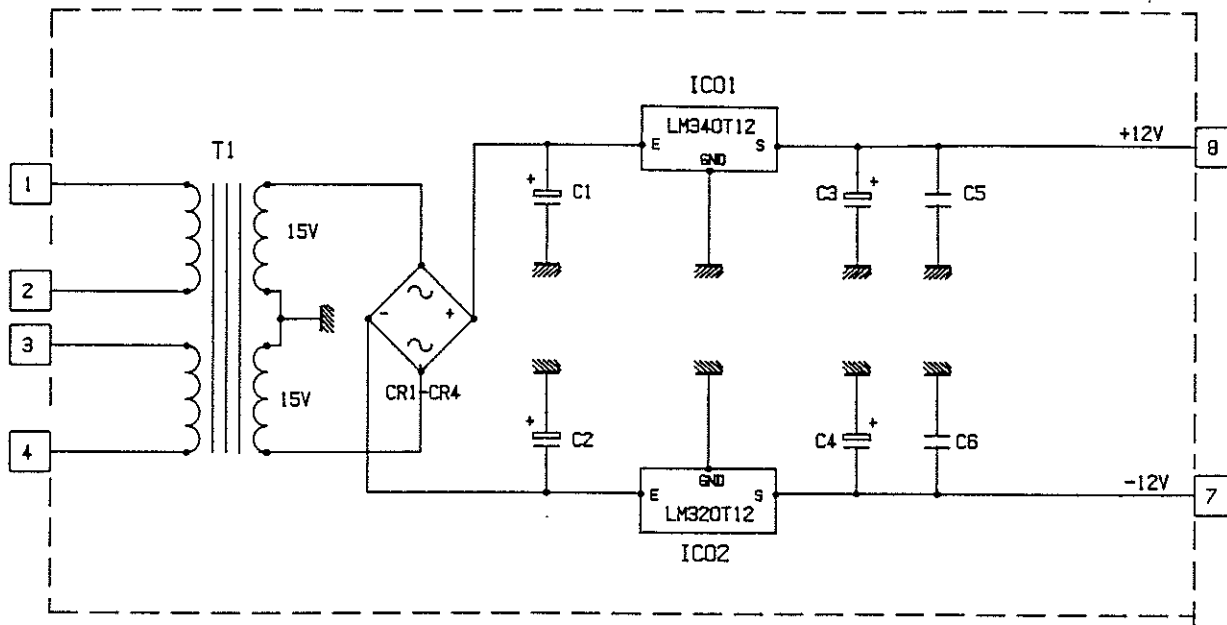 IC01
LM340T12
E
S
GND
+12V
8
T1
1
+
C1
C3
+
C5
15V
2
-
+
3
CR1-CR4
15V
+
C2
C4
+
C6
4
GND
E
S
-12V
7
LM320T12
IC02